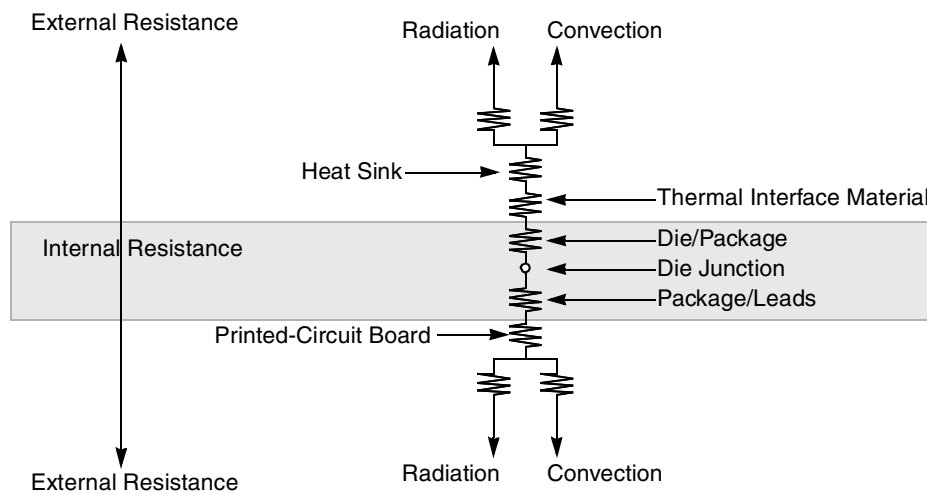 External Resistance
Radiation
Convection
Heat Sink
Thermal Interface Material
Internal Resistance
Die/Package
Die Junction
Package/Leads
Printed-Circuit Board
Radiation
Convection
External Resistance